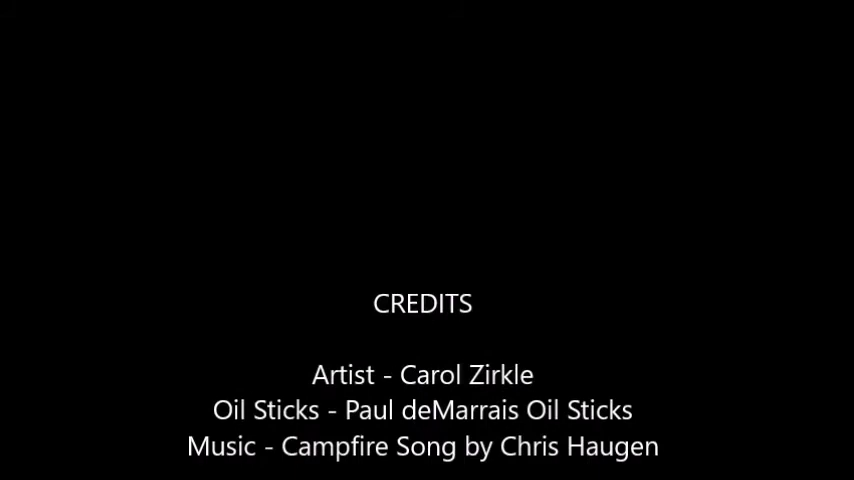 CREDITS
Artist - Carol Zirkle
Oil Sticks - Paul deMarrais Oil Sticks
Music - Campfire Song by Chris Haugen